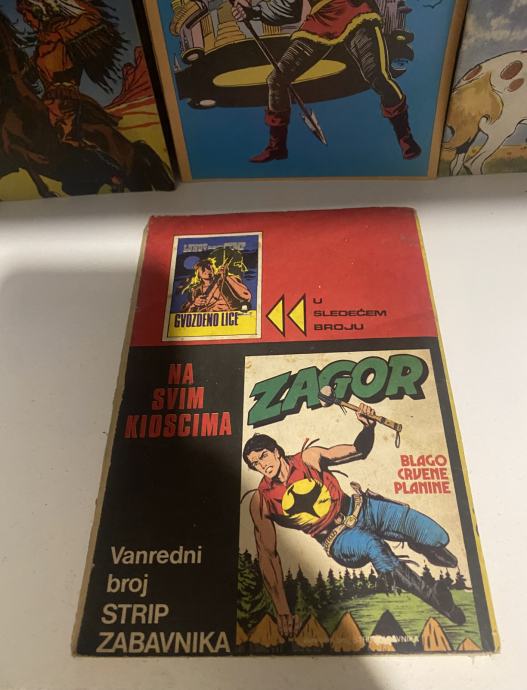 GVOZDENO LICE
U
SLEDEĆEM
BROJU
NA
SVIM
KIOSCIMA
ZAGOR
BLAGO
CRVENE
PLANINE
Vanredni
broj
STRIP
ZABAVNIKA